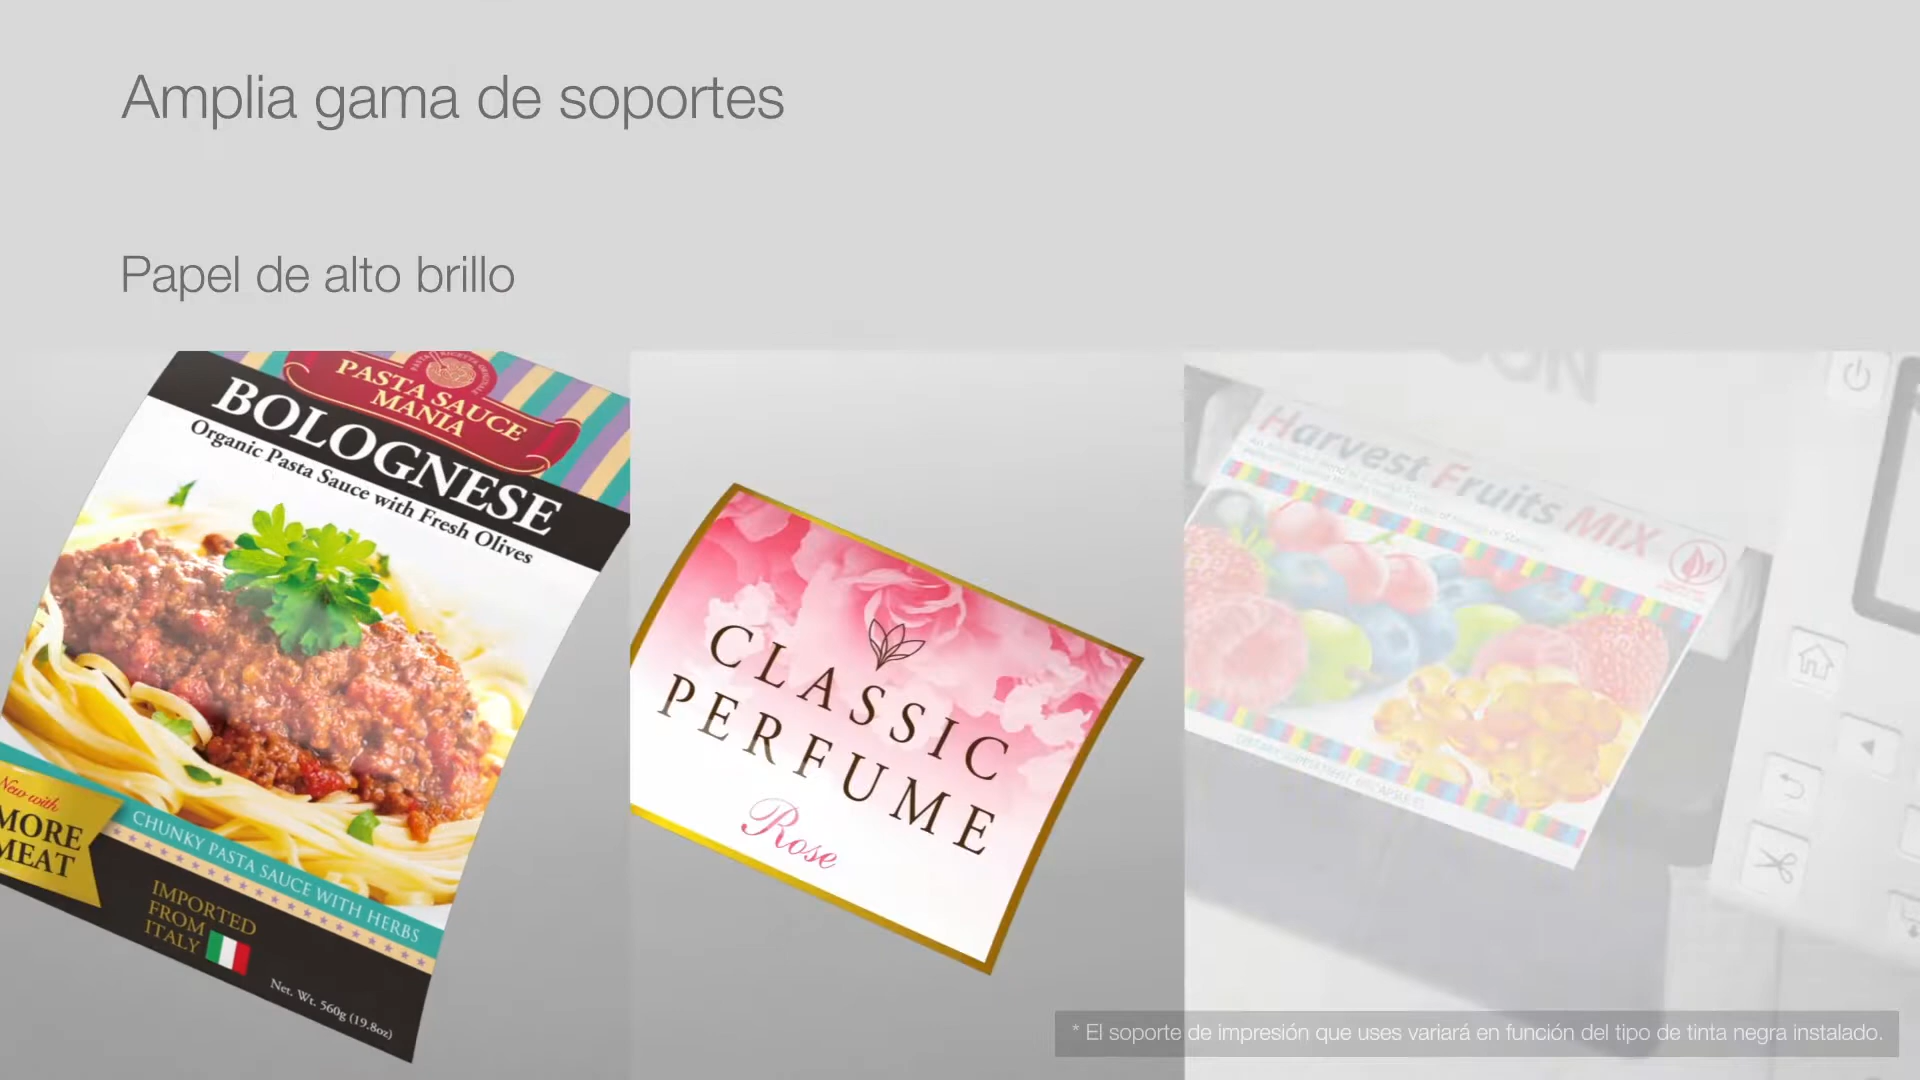 Amplia gama de soportes
Papel de alto brillo
PASTA SAUCE
MANIA
BOLOGNESE
Organic Pasta Sauce with Fresh Olives
New with
MORE
MEAT
CHUNKY PASTA SAUCE WITH HERBS
IMPORTED
FROM
ITALY
Net. Wt. 560g (19.8oz)
CLASSIC
PERFUME
Rose
Harvest Fruits MIX
* El soporte de impresión que uses variará en función del tipo de tinta negra instalado.